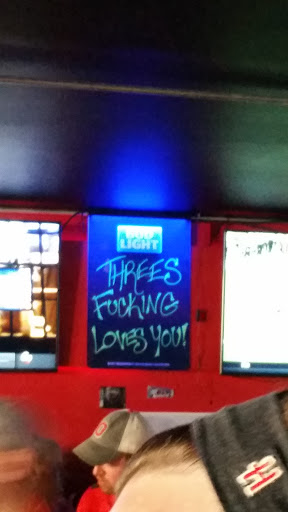 BUD
LIGHT
THREES
FUCKING
LOVES YOU!